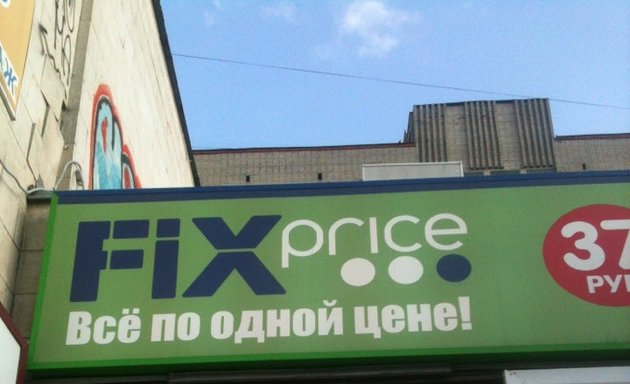 FiX price
Всё по одной цене!
37
РУ